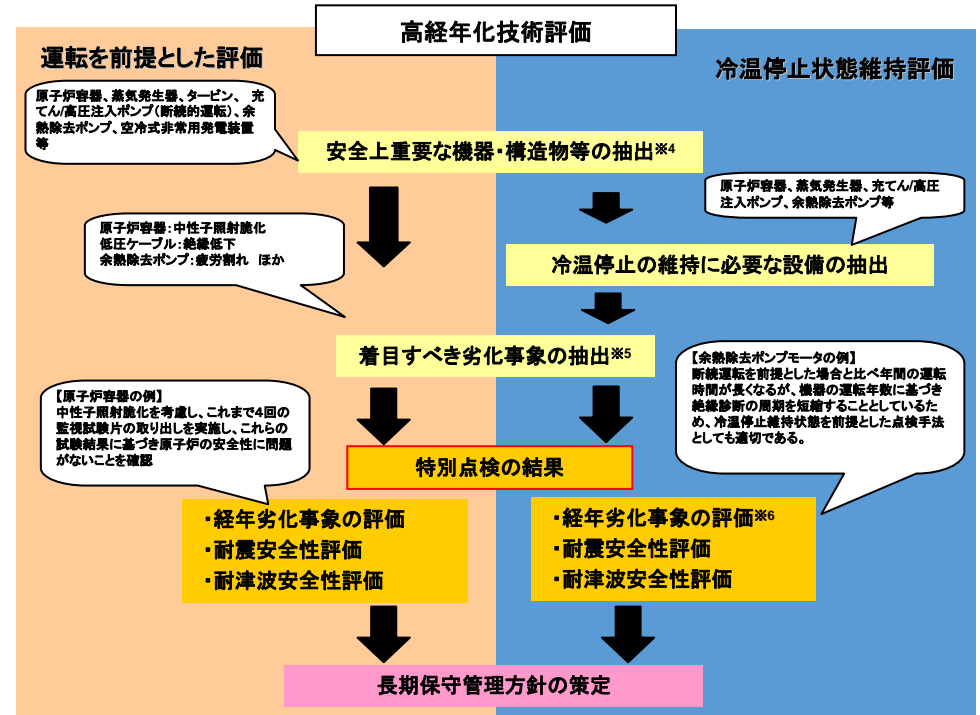 高経年化技術評価
運転を前提とした評価
冷温停止状態維持評価
原子炉容器、蒸気発生器、タービン、 充
てん/高圧注入ポンプ(断続的運転)、余
熱除去ポンプ、空冷式非常用発電装置
等
安全上重要な機器・構造物等の抽出※4
原子炉容器、蒸気発生器、充てん/高圧
注入ポンプ、余熱除去ポンプ等
原子炉容器:中性子照射脆化
低圧ケーブル:絶縁低下
余熱除去ポンプ:疲労割れ ほか
冷温停止の維持に必要な設備の抽出
着目すべき劣化事象の抽出※5
【余熱除去ポンプモータの例】
断続運転を前提とした場合と比べ年間の運転
時間が長くなるが、機器の運転年数に基づき
絶縁診断の周期を短縮することとしているた
め、冷温停止維持状態を前提とした点検手法
としても適切である。
【原子炉容器の例】
中性子照射脆化を考慮し、これまで4回の
監視試験片の取り出しを実施し、これらの
試験結果に基づき原子炉の安全性に問題
がないことを確認
特別点検の結果
・経年劣化事象の評価
・耐震安全性評価
・耐津波安全性評価
・経年劣化事象の評価※6
・耐震安全性評価
・耐津波安全性評価
長期保守管理方針の策定